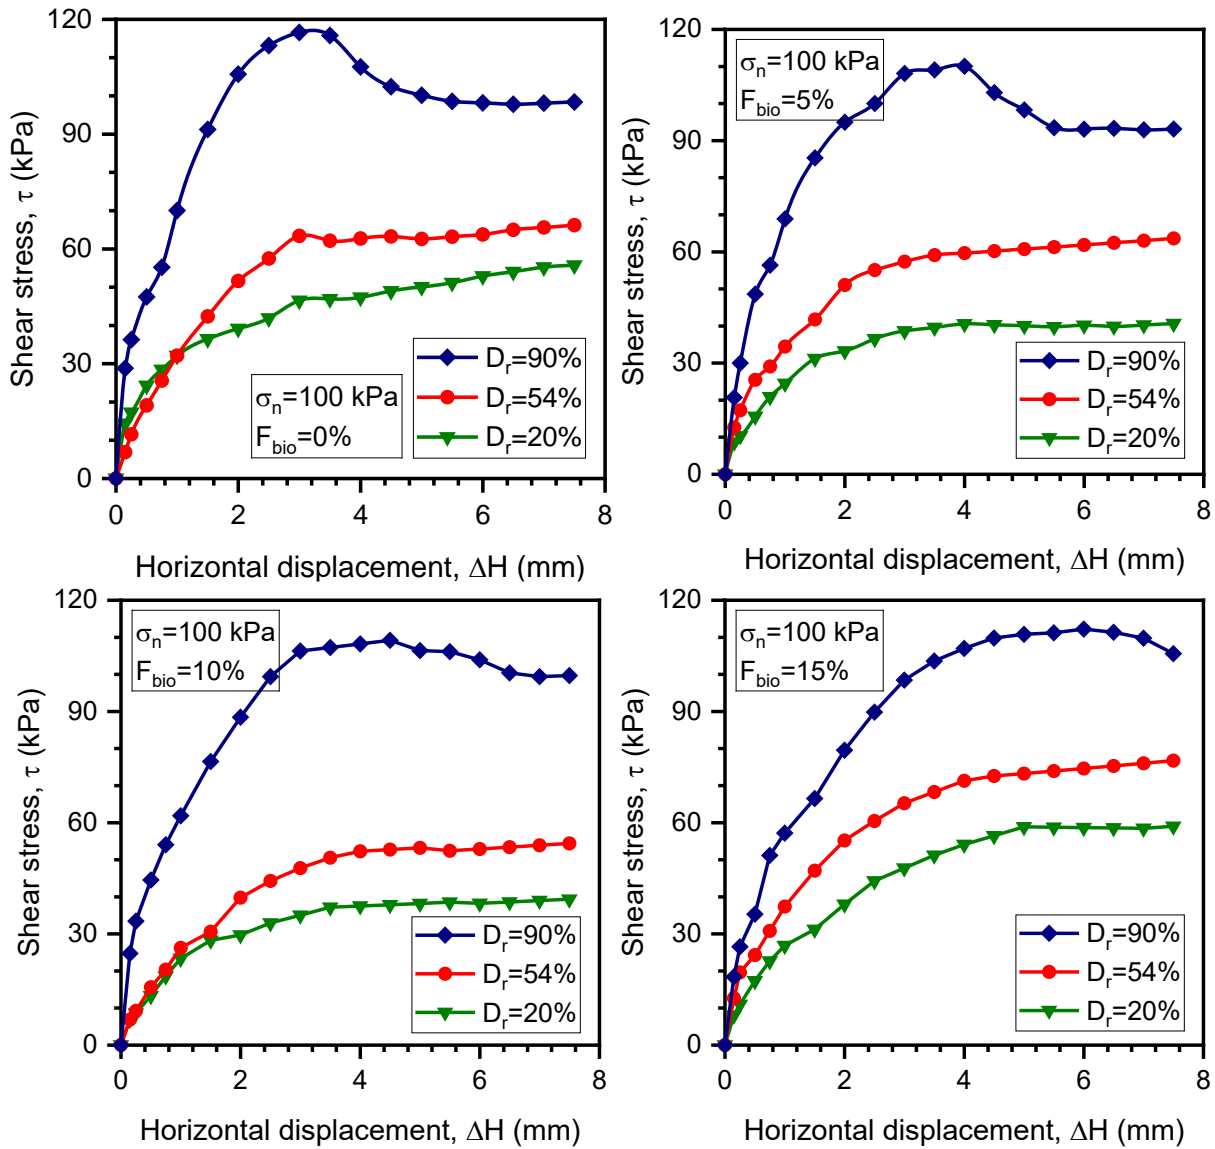 120
90
60
30
0
Shear stress, τ (kPa)
σn=100 kPa
Fbio=0%
Dr=90%
Dr=54%
Dr=20%
0 2 4 6 8
Horizontal displacement, ΔH (mm)
120
90
60
30
0
Shear stress, τ (kPa)
σn=100 kPa
Fbio=5%
Dr=90%
Dr=54%
Dr=20%
0 2 4 6 8
Horizontal displacement, ΔH (mm)
120
90
60
30
0
Shear stress, τ (kPa)
σn=100 kPa
Fbio=10%
Dr=90%
Dr=54%
Dr=20%
0 2 4 6 8
Horizontal displacement, ΔH (mm)
120
90
60
30
0
Shear stress, τ (kPa)
σn=100 kPa
Fbio=15%
Dr=90%
Dr=54%
Dr=20%
0 2 4 6 8
Horizontal displacement, ΔH (mm)